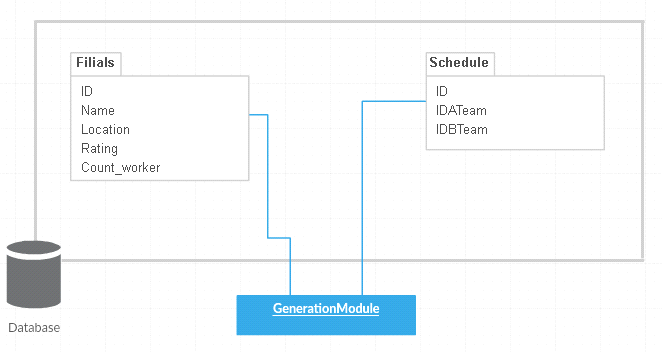 Filials
ID
Name
Location
Rating
Count_worker
Schedule
ID
IDATeam
IDBTeam
GenerationModule
Database